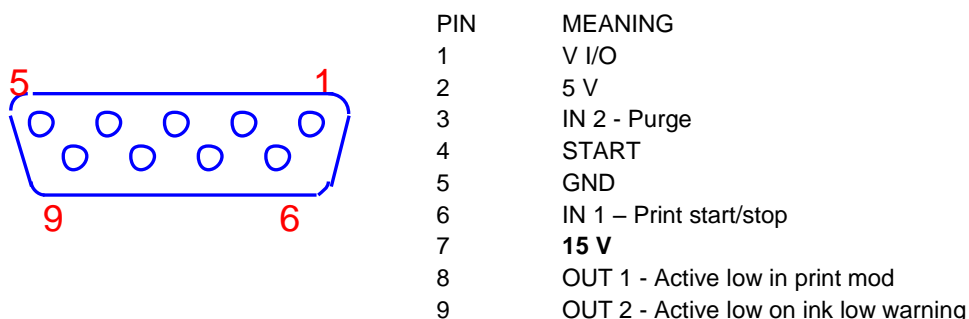 5 1
9 6
PIN MEANING
1 V I/O
2 5 V
3 IN 2 - Purge
4 START
5 GND
6 IN 1 – Print start/stop
7 15 V
8 OUT 1 - Active low in print mod
9 OUT 2 - Active low on ink low warning